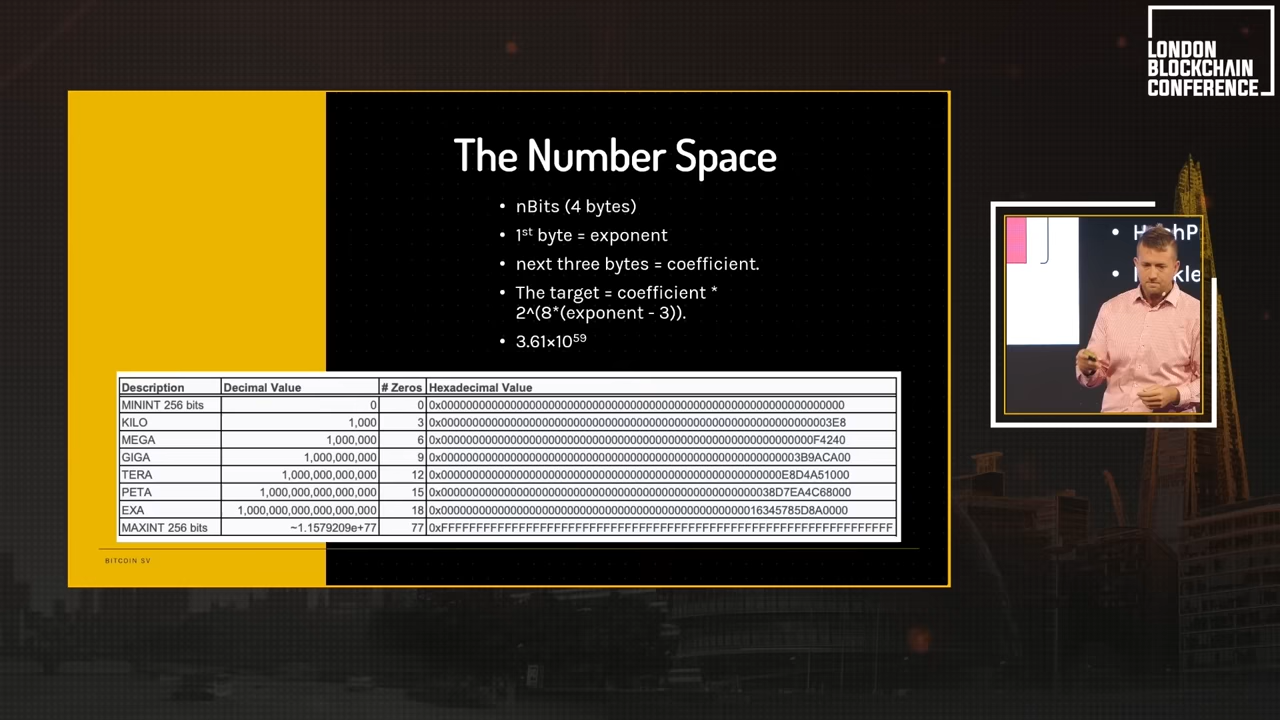 LONDON
BLOCKCHAIN
CONFERENCE
The Number Space
• nBits (4 bytes)
• 1st byte = exponent
• next three bytes = coefficient.
• The target = coefficient *
2^(8*(exponent - 3)).
• 3.61×10⁵⁹
Description Decimal Value # Zeros Hexadecimal Value
MININT 256 bits 0 0 0x0000000000000000000000000000000000000000000000000000000000000000
KILO 1,000 3 0x00000000000000000000000000000000000000000000000000000000000003E8
MEGA 1,000,000 6 0x00000000000000000000000000000000000000000000000000000000000F4240
GIGA 1,000,000,000 9 0x000000000000000000000000000000000000000000000000000000003B9ACA00
TERA 1,000,000,000,000 12 0x000000000000000000000000000000000000000000000000000000E8D4A51000
PETA 1,000,000,000,000,000 15 0x00000000000000000000000000000000000000000000000000038D7EA4C68000
EXA 1,000,000,000,000,000,000 18 0x000000000000000000000000000000000000000000000000016345785D8A0000
MAXINT 256 bits ~1.1579209e+77 77 0xFFFFFFFFFFFFFFFFFFFFFFFFFFFFFFFFFFFFFFFFFFFFFFFFFFFFFFFFFFFFFFFF
BITCOIN SV